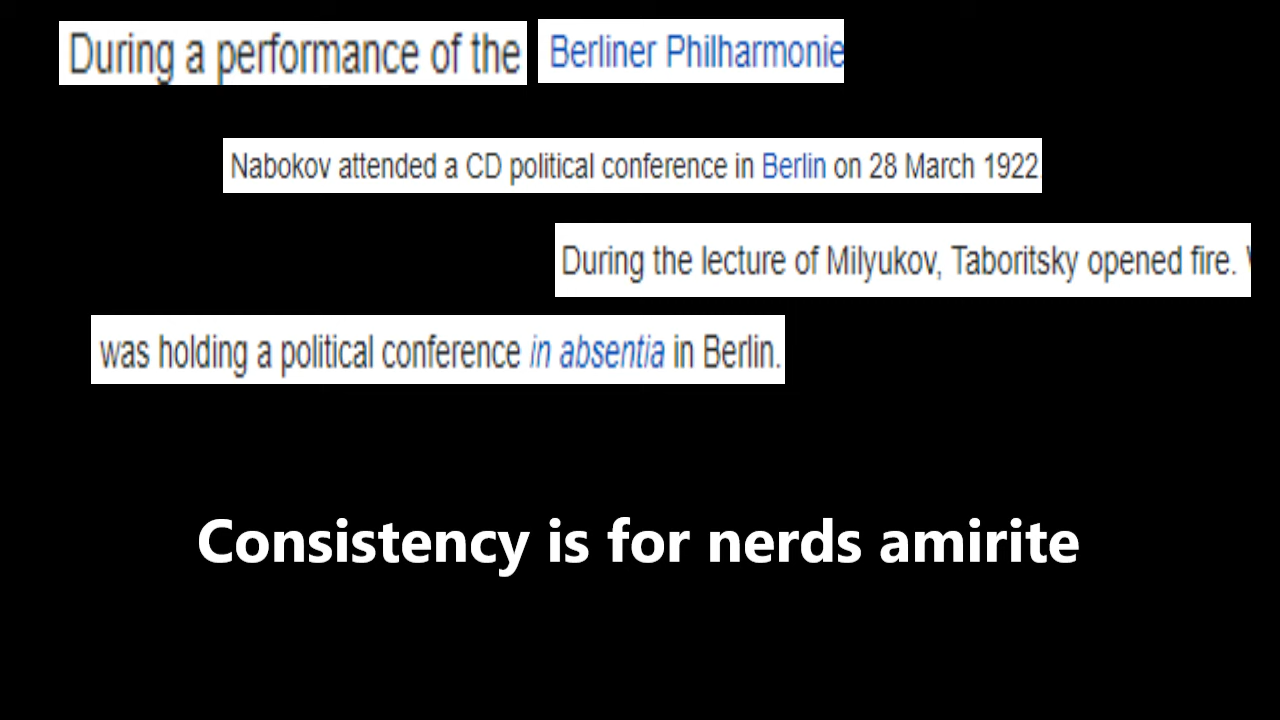 During a performance of the Berliner Philharmonie
Nabokov attended a CD political conference in Berlin on 28 March 1922
During the lecture of Milyukov, Taboritsky opened fire.
was holding a political conference in absentia in Berlin.
Consistency is for nerds amirite